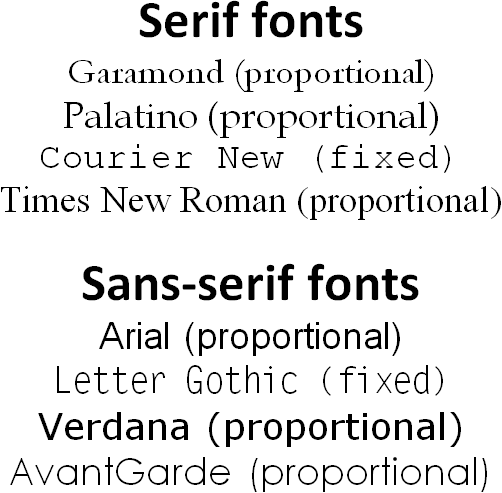 Serif fonts
Garamond (proportional)
Palatino (proportional)
Courier New (fixed)
Times New Roman (proportional)
Sans-serif fonts
Arial (proportional)
Letter Gothic (fixed)
Verdana (proportional)
AvantGarde (proportional)